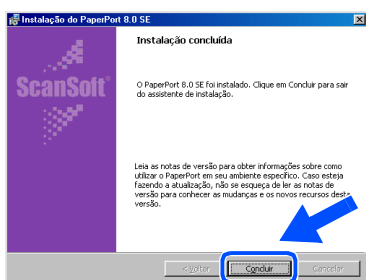 Instalação do PaperPort 8.0 SE
Instalação concluída
ScanSoft®
O PaperPort 8.0 SE foi instalado. Clique em Concluir para sair
do assistente de instalação.
Leia as notas de versão para obter informações sobre como
utilizar o PaperPort em seu ambiente específico. Caso esteja
fazendo a atualização, não se esqueça de ler as notas de
versão para conhecer as mudanças e os novos recursos desta
versão.
< Voltar Concluir Cancelar